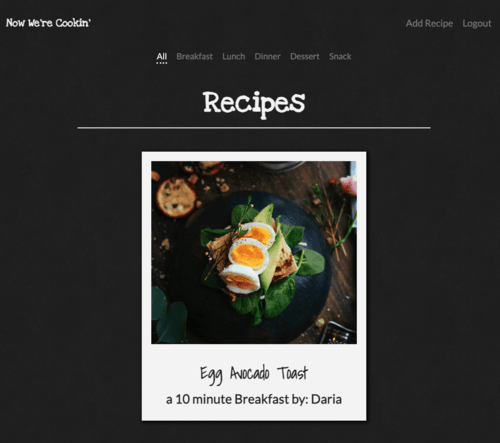 Now We're Cookin'
Add Recipe Logout
All Breakfast Lunch Dinner Dessert Snack
Recipes
Egg Avocado Toast
a 10 minute Breakfast by: Daria